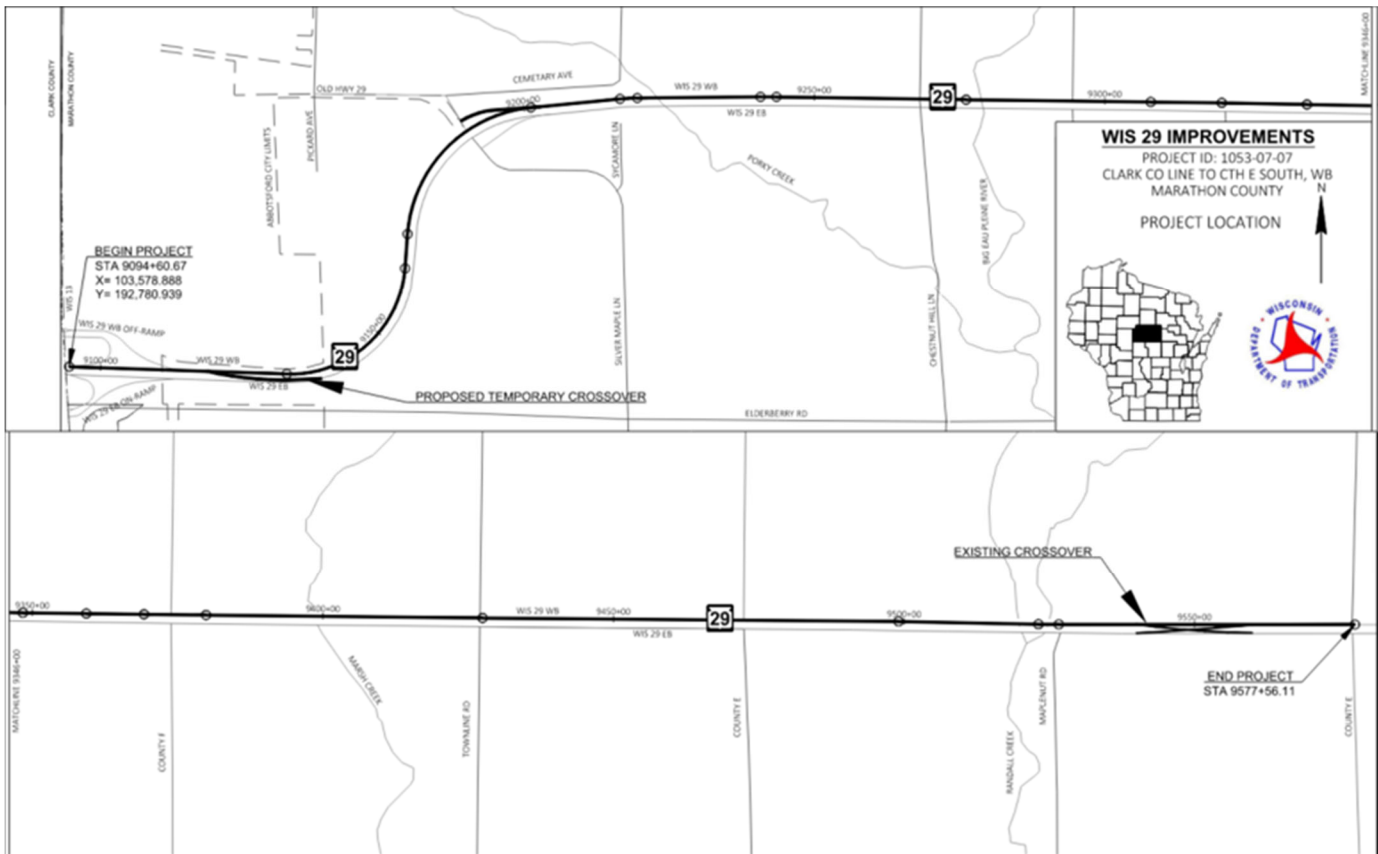 CLARK COUNTY
MARATHON COUNTY
OLD HWY 29
CEMETARY AVE
WIS 29 WB
9200+00
9250+00
29
9300+00
WIS 29 EB
MATCHLINE 9346+00
PICKARD AVE
ABBOTSFORD CITY LIMITS
SYCAMORE LN
PORKY CREEK
BIG EAU PLEINE RIVER
WIS 29 IMPROVEMENTS
PROJECT ID: 1053-07-07
CLARK CO LINE TO CTH E SOUTH, WB
MARATHON COUNTY
N
PROJECT LOCATION
WISCONSIN
DEPARTMENT OF TRANSPORTATION
BEGIN PROJECT
STA 9094+60.67
X= 103,578.888
Y= 192,780.939
WIS 13
WIS 29 WB OFF-RAMP
9100+00
WIS 29 WB
29
9150+00
WIS 29 EB
WIS 29 EB ON-RAMP
PROPOSED TEMPORARY CROSSOVER
SILVER MAPLE LN
CHESTNUT HILL LN
ELDERBERRY RD
EXISTING CROSSOVER
9350+00
9400+00
WIS 29 WB
9450+00
29
9500+00
9550+00
WIS 29 EB
MATCHLINE 9346+00
COUNTY F
MARSH CREEK
TOWNLINE RD
COUNTY E
RANDALL CREEK
MAPLENUT RD
END PROJECT
STA 9577+56.11
COUNTY E